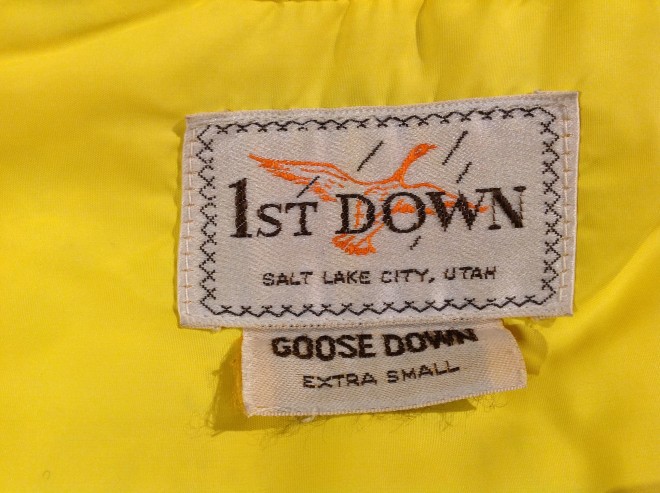 1ST DOWN
SALT LAKE CITY, UTAH
GOOSE DOWN
EXTRA SMALL